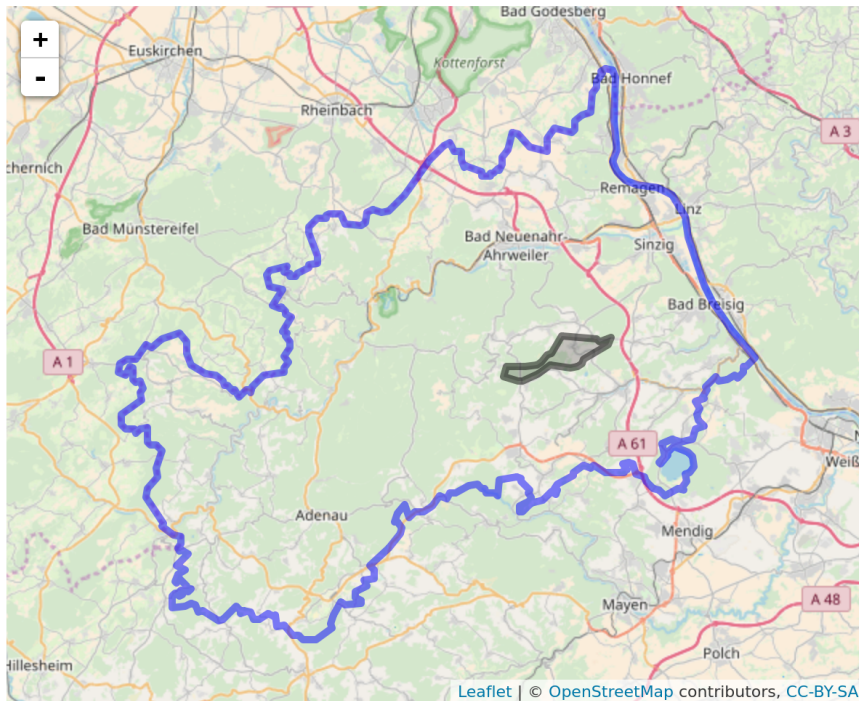 +
-
Bad Godesberg
Euskirchen
Kottenforst
Bad Honnef
Rheinbach
A 3
chernich
Remagen
Linz
Bad Münstereifel
Bad Neuenahr-
Ahrweiler
Sinzig
Bad Breisig
A 1
A 61
Weiß
Adenau
Mendig
Mayen
A 48
Polch
Hillesheim
Leaflet | © OpenStreetMap contributors, CC-BY-SA